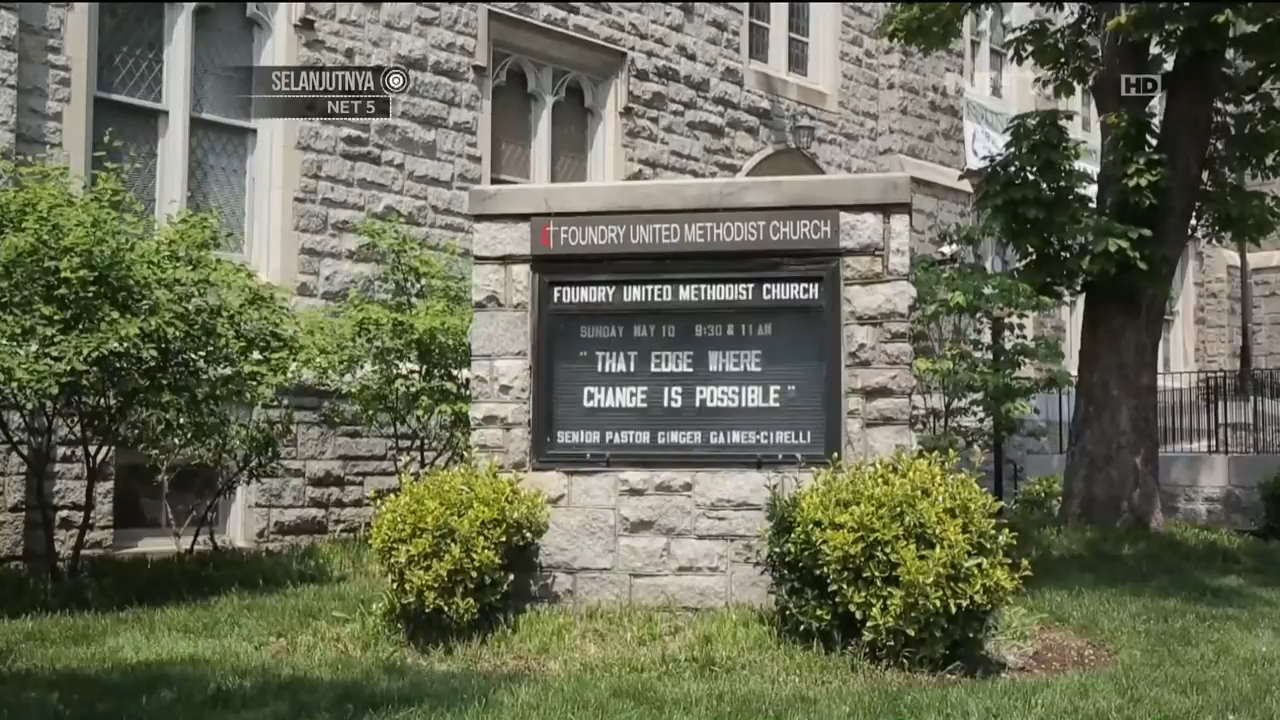 SELANJUTNYA
NET 5
NET.
HD
FOUNDRY UNITED METHODIST CHURCH
FOUNDRY UNITED METHODIST CHURCH
SUNDAY MAY 10 9:30 & 11 AM
" THAT EDGE WHERE
CHANGE IS POSSIBLE "
SENIOR PASTOR GINGER GAINES-CIRELLI